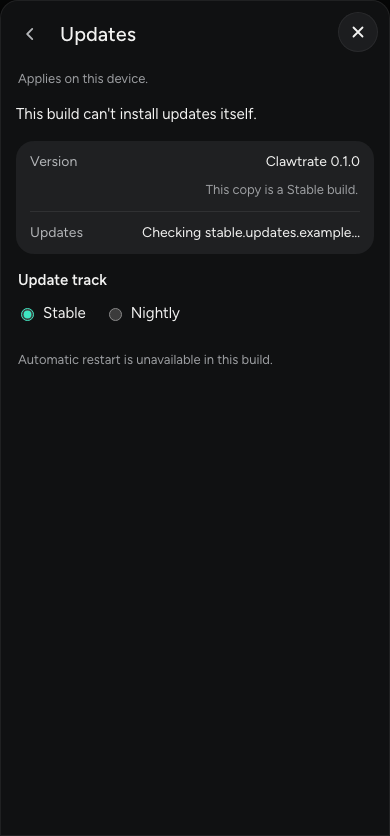 Updates
Applies on this device.
This build can't install updates itself.
Version Clawtrate 0.1.0
This copy is a Stable build.
Updates Checking stable.updates.example…
Update track
Stable Nightly
Automatic restart is unavailable in this build.